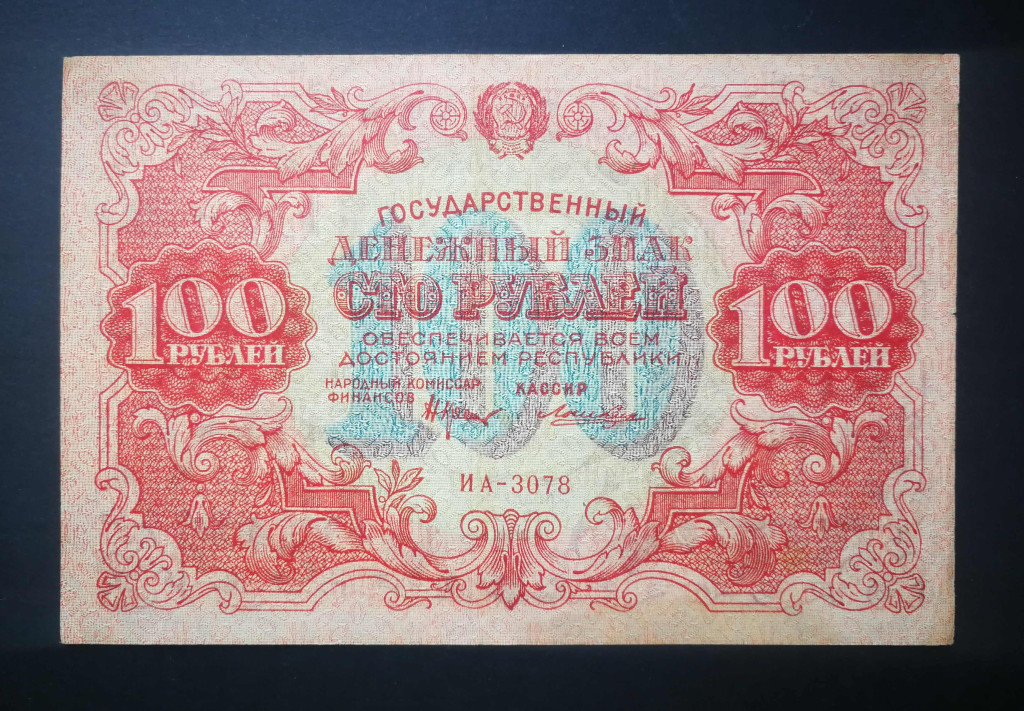 ГОСУДАРСТВЕННЫЙ
ДЕНЕЖНЫЙ ЗНАК
СТО РУБЛЕЙ
100
100 РУБЛЕЙ
100 РУБЛЕЙ
ОБЕСПЕЧИВАЕТСЯ ВСЕМ
ДОСТОЯНИЕМ РЕСПУБЛИКИ
НАРОДНЫЙ КОМИССАР
ФИНАНСОВ
КАССИР
ИА-3078